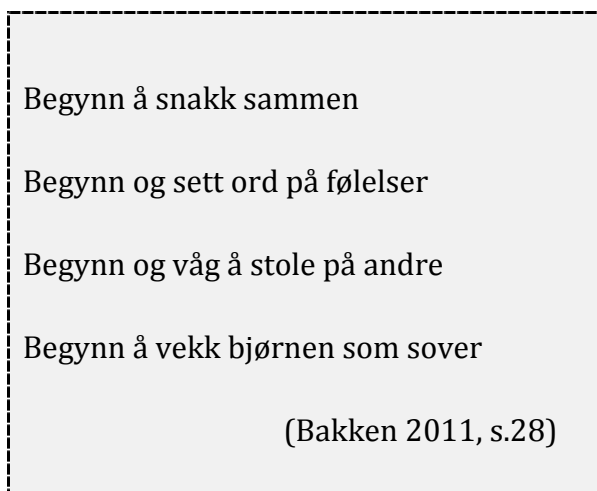 Begynn å snakk sammen
Begynn og sett ord på følelser
Begynn og våg å stole på andre
Begynn å vekk bjørnen som sover
(Bakken 2011, s.28)